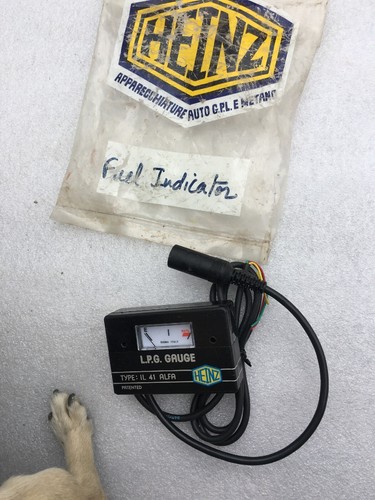 HEINZ
APPARECCHIATURE AUTO G.P.L. E METANO
Fuel Indicator
L.P.G. GAUGE
TYPE: IL 41 ALFA
HEINZ
PATENTED